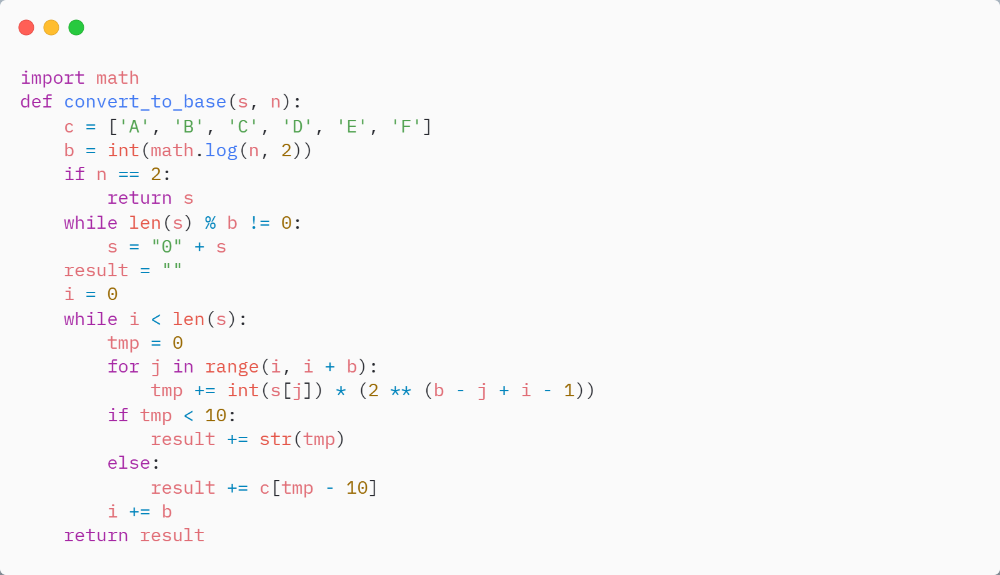 import math
def convert_to_base(s, n):
    c = ['A', 'B', 'C', 'D', 'E', 'F']
    b = int(math.log(n, 2))
    if n == 2:
        return s
    while len(s) % b != 0:
        s = "0" + s
    result = ""
    i = 0
    while i < len(s):
        tmp = 0
        for j in range(i, i + b):
            tmp += int(s[j]) * (2 ** (b - j + i - 1))
        if tmp < 10:
            result += str(tmp)
        else:
            result += c[tmp - 10]
        i += b
    return result